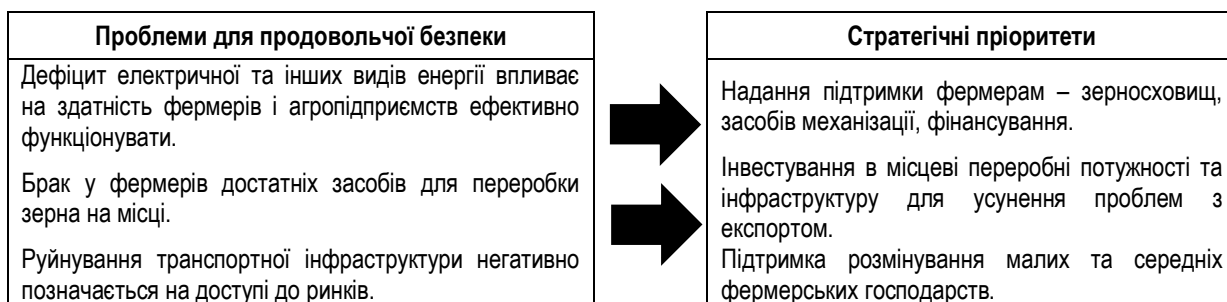 Проблеми для продовольчої безпеки
Дефіцит електричної та інших видів енергії впливає
на здатність фермерів і агропідприємств ефективно
функціонувати.
Брак у фермерів достатніх засобів для переробки
зерна на місці.
Руйнування транспортної інфраструктури негативно
позначається на доступі до ринків.
Стратегічні пріоритети
Надання підтримки фермерам – зерносховищ,
засобів механізації, фінансування.
Інвестування в місцеві переробні потужності та
інфраструктуру для усунення проблем з
експортом.
Підтримка розмінування малих та середніх
фермерських господарств.